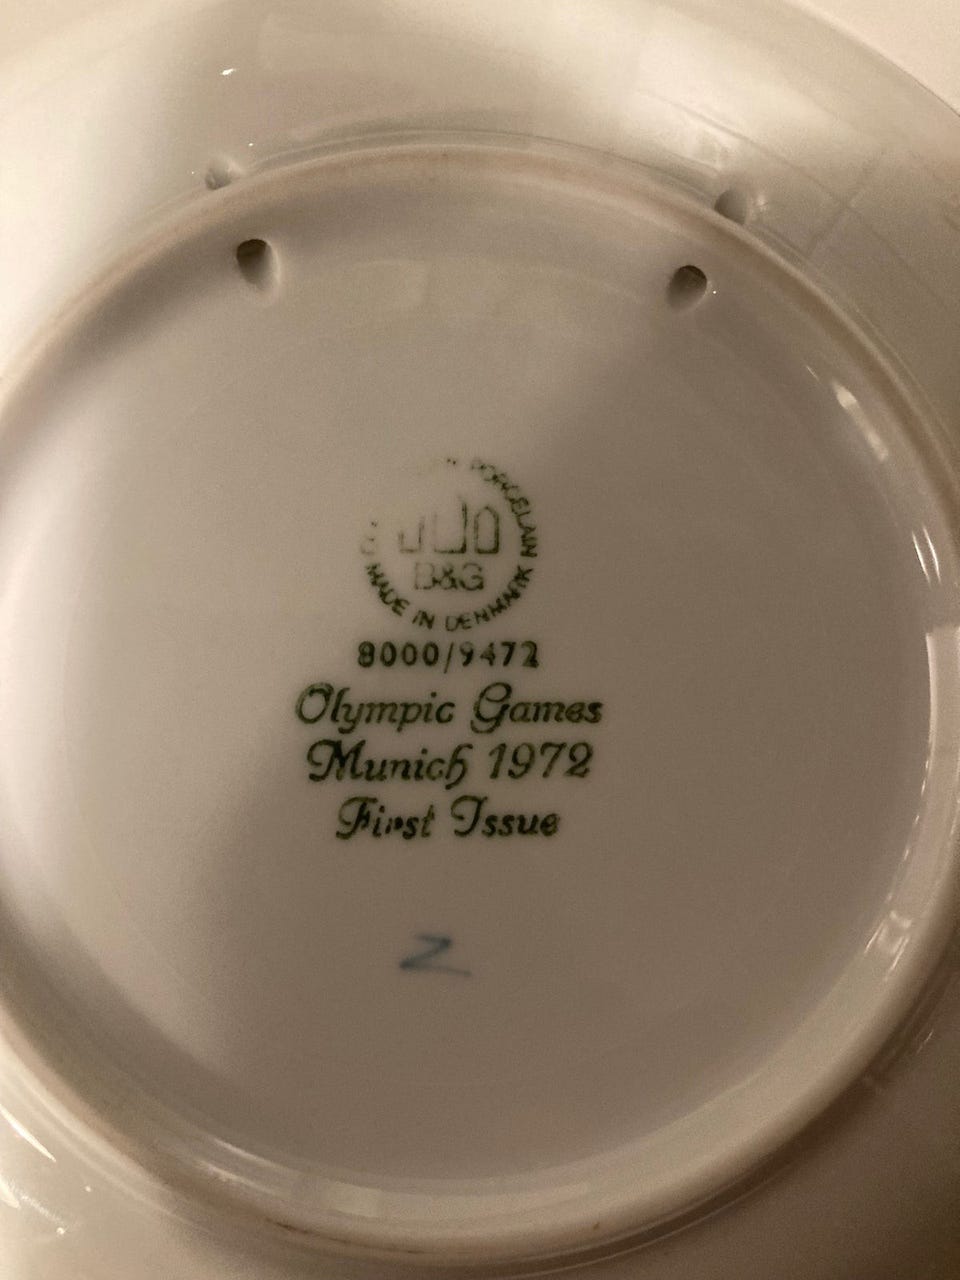 PORCELAIN
B&G
MADE IN DENMARK
8000/9472
Olympic Games
Munich 1972
First Issue
Z